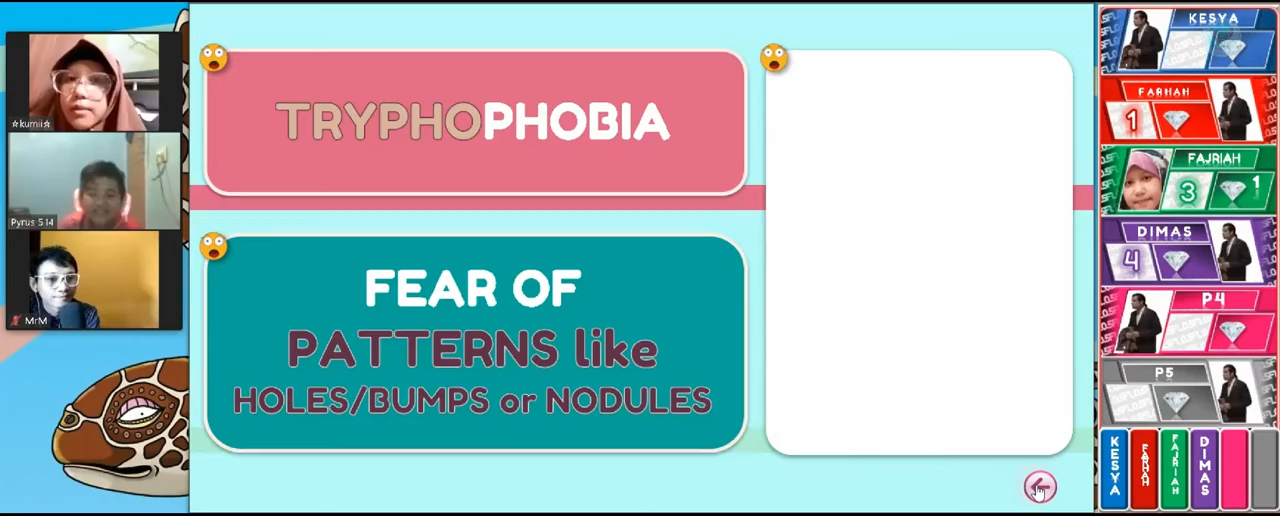 ☆kumii☆
Pyrus 514
MrM
TRYPHOPHOBIA
FEAR OF
PATTERNS like
HOLES/BUMPS or NODULES
KESYA
FARHAH
1
FAJRIAH
3
1
DIMAS
4
P4
P5
KESYA
FARHAH
FAJRIAH
DIMAS